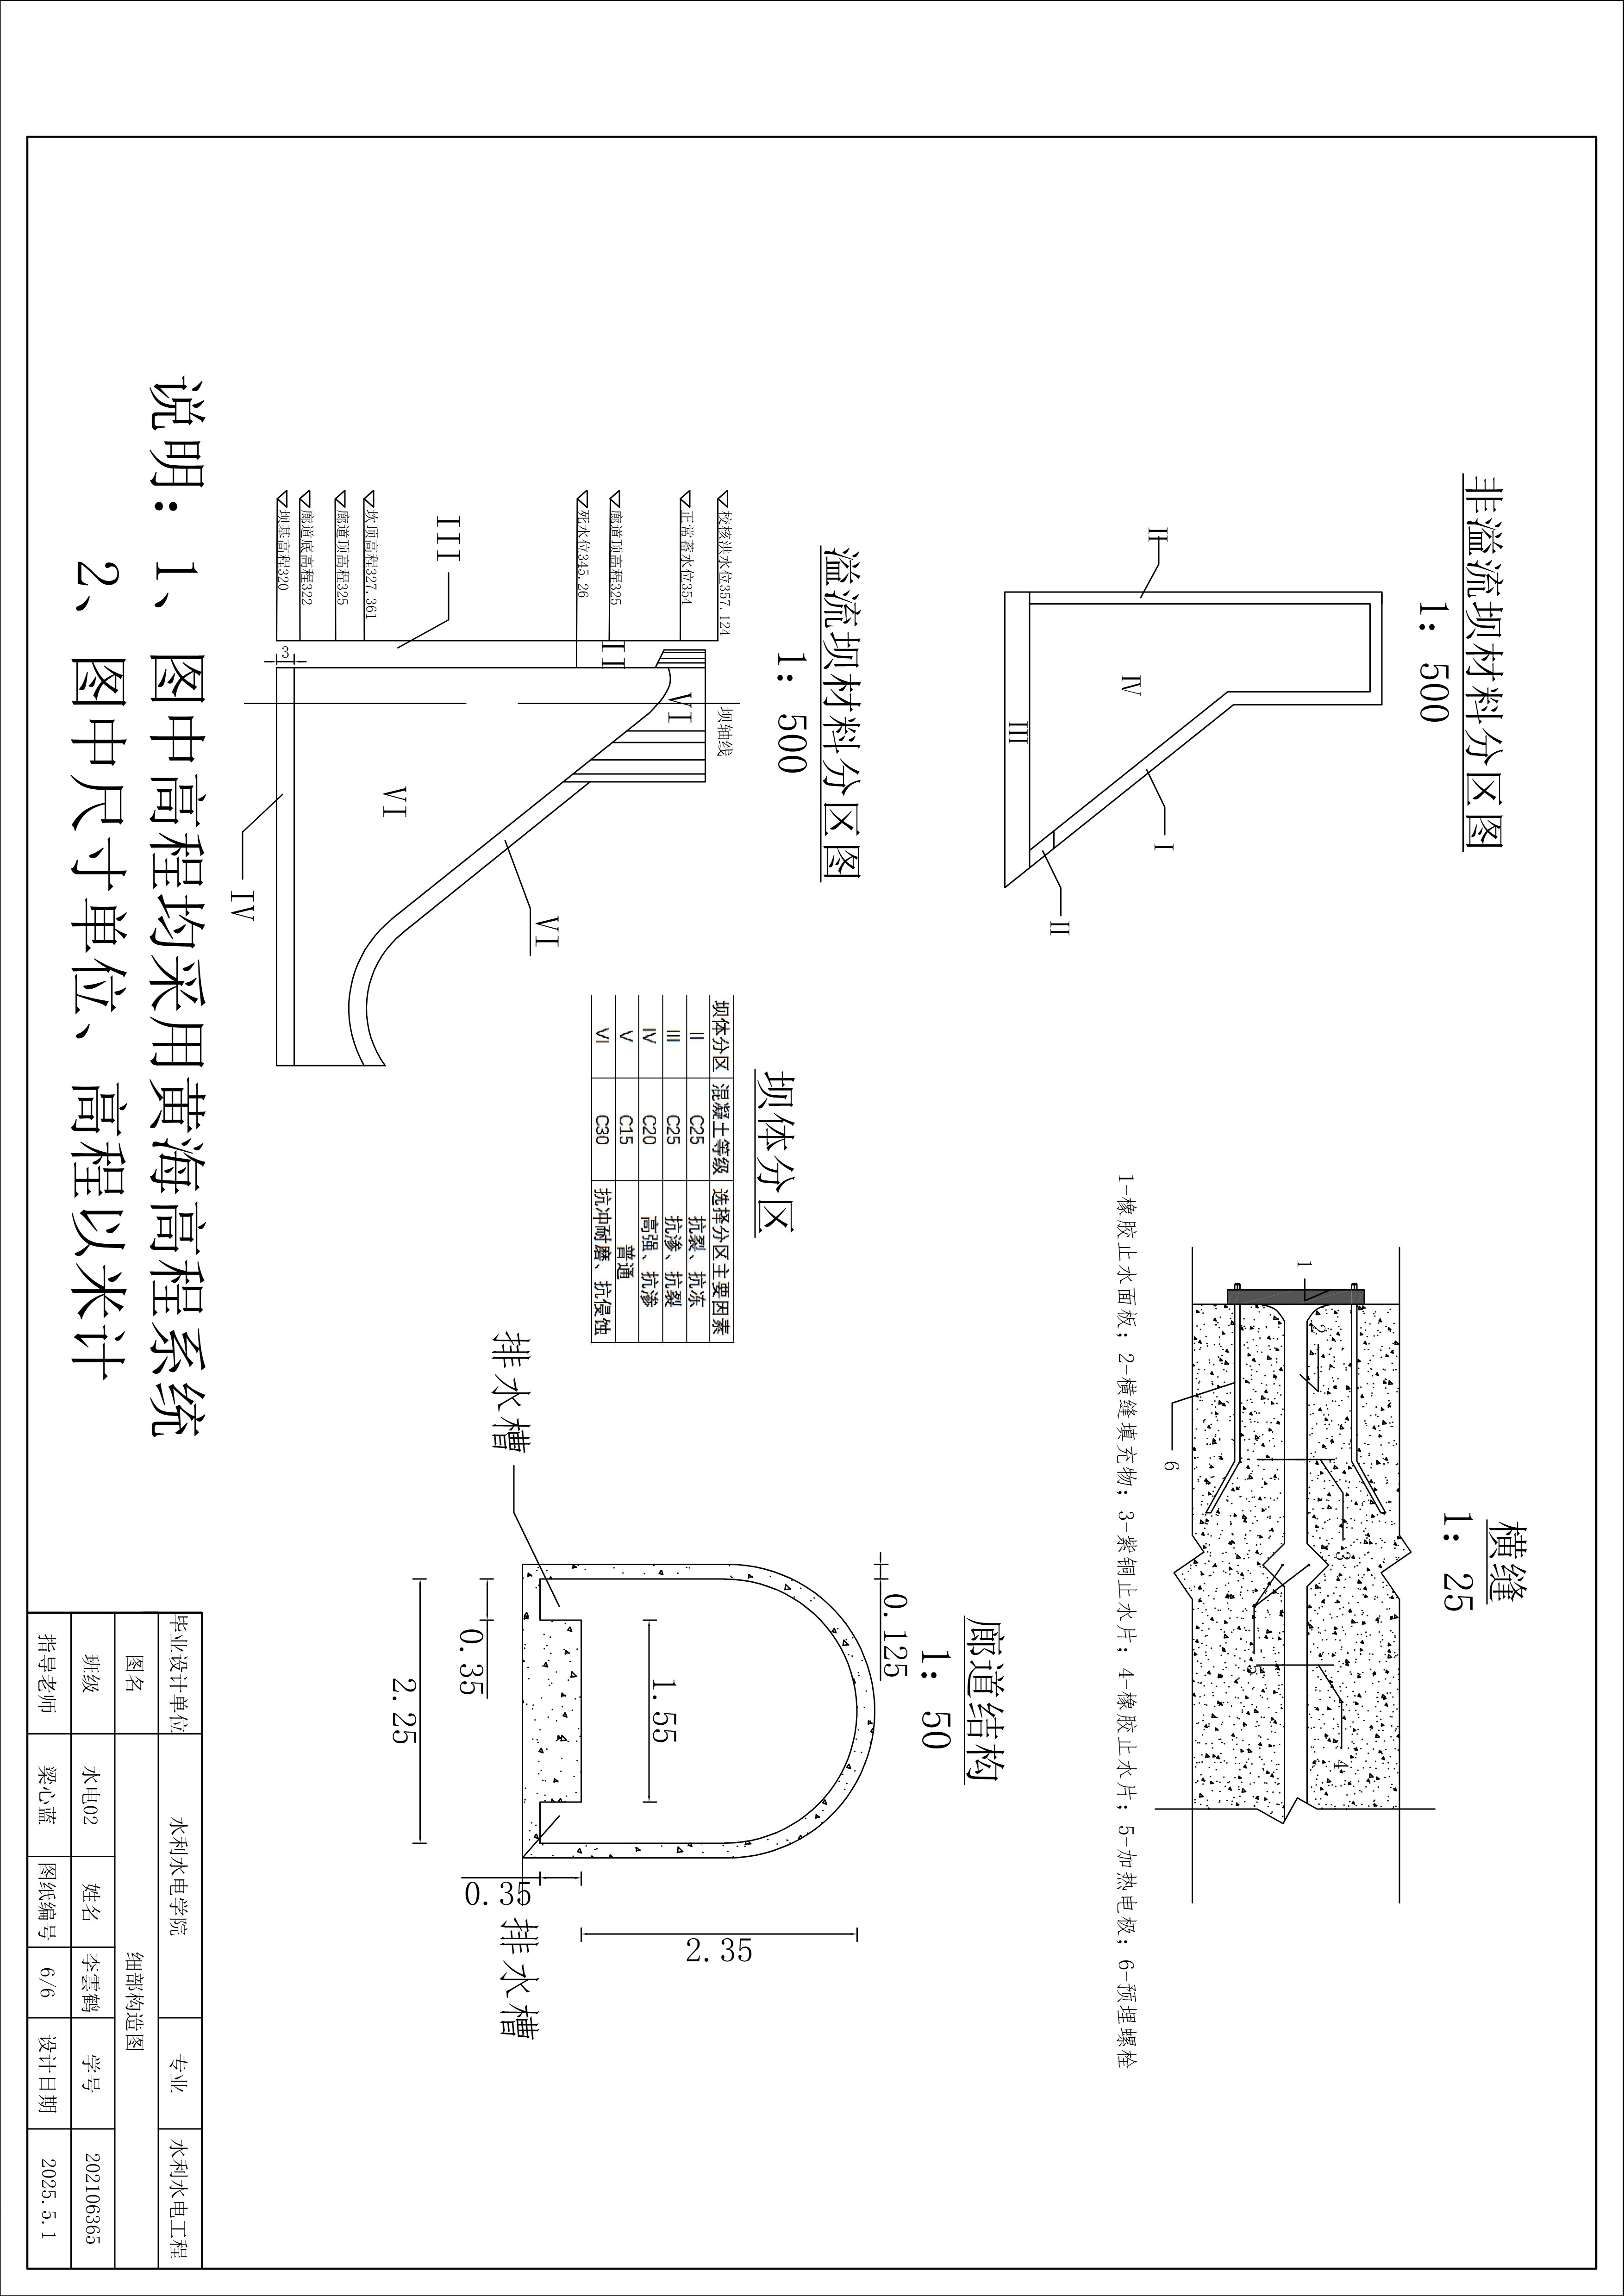 非溢流坝材料分区图
1: 500
II
IV
III
I
II
横缝
1: 25
1
2
3
4
5
6
1-橡胶止水面板；2-横缝填充物；3-紫铜止水片；4-橡胶止水片；5-加热电极；6-预埋螺栓
溢流坝材料分区图
1: 500
校核洪水位357.124
正常蓄水位354
廊道顶高程325
死水位345.26
坎顶高程327.361
廊道顶高程325
廊道底高程322
坝基高程320
坝轴线
III
II
VI
VI
VI
IV
3
坝体分区
坝体分区 混凝土等级 选择分区主要因素
II C25 抗裂、抗冻
III C25 抗渗、抗裂
IV C20 高强、抗渗
V C15 普通
VI C30 抗冲耐磨、抗侵蚀
廊道结构
1: 50
0.125
1.55
0.35
2.25
0.35
2.35
排水槽
排水槽
说明：1、图中高程均采用黄海高程系统
2、图中尺寸单位、高程以米计
毕业设计单位 水利水电学院 专业 水利水电工程
图名 细部构造图
班级 水电02 姓名 李雲鹤 学号 202106365
指导老师 梁心蓝 图纸编号 6/6 设计日期 2025.5.1